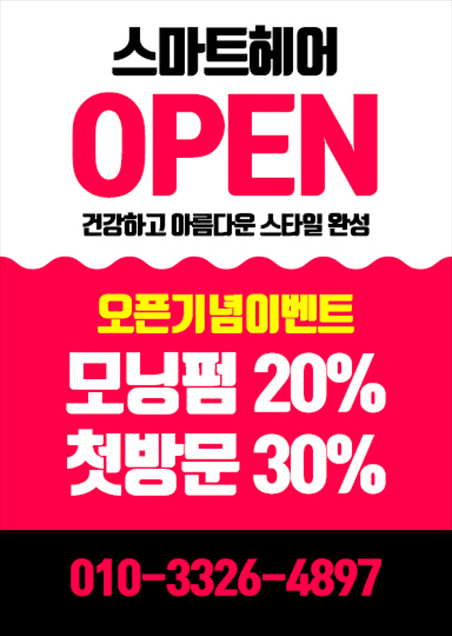 스마트헤어
OPEN
건강하고 아름다운 스타일 완성
오픈기념이벤트
모닝펌 20%
첫방문 30%
010-3326-4897